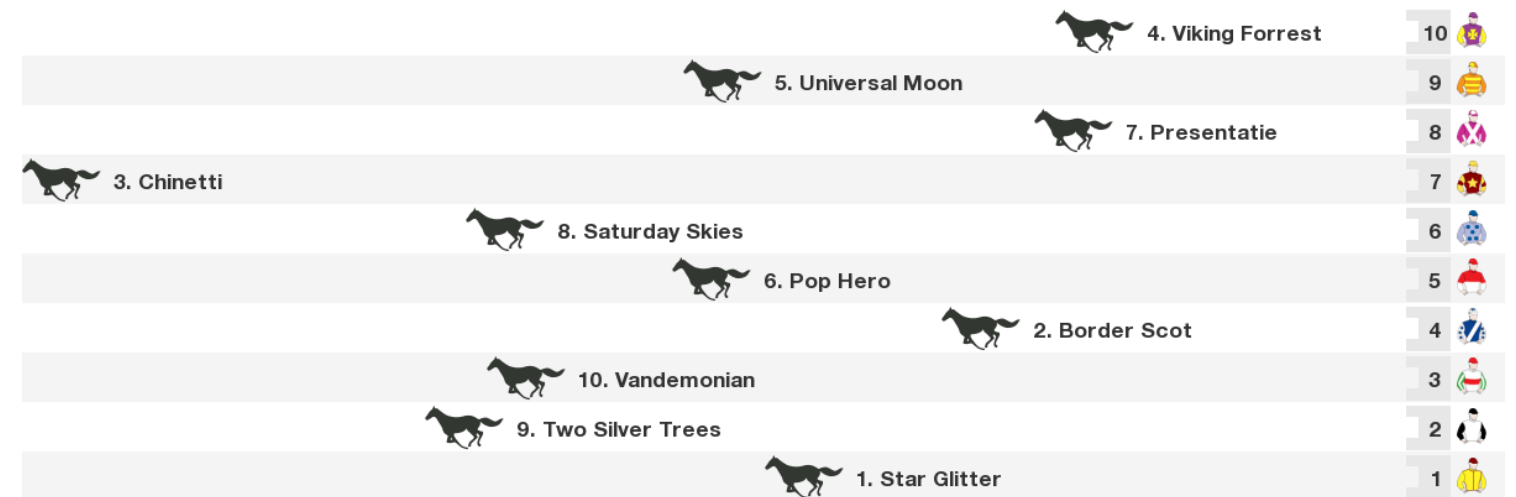 4. Viking Forrest 10
5. Universal Moon 9
7. Presentatie 8
3. Chinetti 7
8. Saturday Skies 6
6. Pop Hero 5
2. Border Scot 4
10. Vandemonian 3
9. Two Silver Trees 2
1. Star Glitter 1